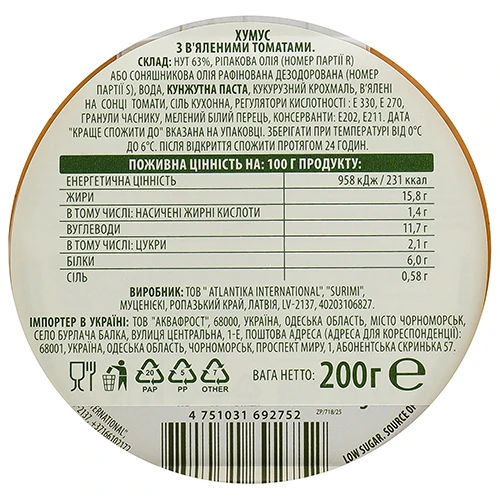 ХУМУС
З В'ЯЛЕНИМИ ТОМАТАМИ.
СКЛАД: НУТ 63%, РІПАКОВА ОЛІЯ (НОМЕР ПАРТІЇ R)
АБО СОНЯШНИКОВА ОЛІЯ РАФІНОВАНА ДЕЗОДОРОВАНА (НОМЕР
ПАРТІЇ S), ВОДА, КУНЖУТНА ПАСТА, КУКУРУЗНИЙ КРОХМАЛЬ, В'ЯЛЕНІ
НА СОНЦІ ТОМАТИ, СІЛЬ КУХОННА, РЕГУЛЯТОРИ КИСЛОТНОСТІ : Е 330, Е 270,
ГРАНУЛИ ЧАСНИКУ, МЕЛЕНИЙ БІЛИЙ ПЕРЕЦЬ, КОНСЕРВАНТИ: Е202, Е211. ДАТА
"КРАЩЕ СПОЖИТИ ДО" ВКАЗАНА НА УПАКОВЦІ. ЗБЕРІГАТИ ПРИ ТЕМПЕРАТУРІ ВІД 0°С
ДО 6°С. ПІСЛЯ ВІДКРИТТЯ СПОЖИТИ ПРОТЯГОМ 24 ГОДИН.
ПОЖИВНА ЦІННІСТЬ НА: 100 Г ПРОДУКТУ:
ЕНЕРГЕТИЧНА ЦІННІСТЬ 958 кДж / 231 ккал
ЖИРИ 15,8 г
В ТОМУ ЧИСЛІ: НАСИЧЕНІ ЖИРНІ КИСЛОТИ 1,4 г
ВУГЛЕВОДИ 11,7 г
В ТОМУ ЧИСЛІ: ЦУКРИ 2,1 г
БІЛКИ 6,0 г
СІЛЬ 0,58 г
ВИРОБНИК: ТОВ " ATLANTIKA INTERNATIONAL", "SURIMI",
МУЦЕНІЄКІ, РОПАЗЬКИЙ КРАЙ, ЛАТВІЯ, LV-2137, 40203106827.
ІМПОРТЕР В УКРАЇНІ: ТОВ "АКВАФРОСТ", 68000, УКРАЇНА, ОДЕСЬКА ОБЛАСТЬ, МІСТО ЧОРНОМОРСЬК,
СЕЛО БУРЛАЧА БАЛКА, ВУЛИЦЯ ЦЕНТРАЛЬНА, 1-Е, ПОШТОВА АДРЕСА (АДРЕСА ДЛЯ КОРЕСПОНДЕНЦІЇ):
68001, УКРАЇНА, ОДЕСЬКА ОБЛАСТЬ, ЧОРНОМОРСЬК, ПРОСПЕКТ МИРУ, 1, АБОНЕНТСЬКА СКРИНЬКА 57.
20 PAP
5 PP
7 OTHER
ВАГА НЕТТО: 200г e
4 751031 692752
ZP/718/25
INTERNATIONAL"
2137, +37166102172
LOW SUGAR. SOURCE OF